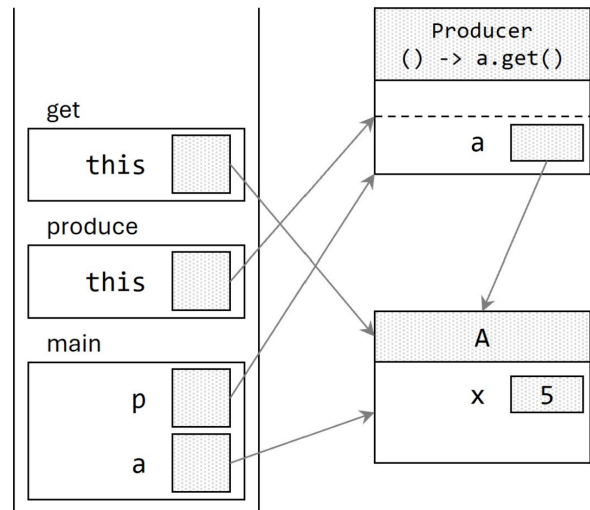 get
this
produce
this
main
p
a
Producer
() -> a.get()
a
A
x 5